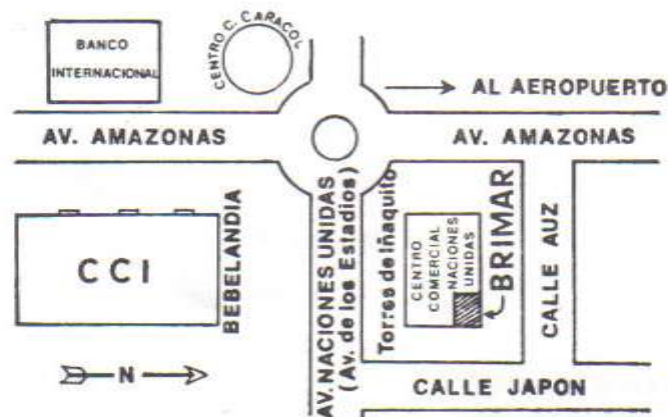 BANCO
INTERNACIONAL
CENTRO C. CARACOL
AL AEROPUERTO
AV. AMAZONAS
AV. AMAZONAS
CCI
BEBELANDIA
AV. NACIONES UNIDAS
(Av. de los Estadios)
Torres de Iñaquito
CENTRO
COMERCIAL
NACIONES
UNIDAS
BRIMAR
CALLE AUZ
N
CALLE JAPON